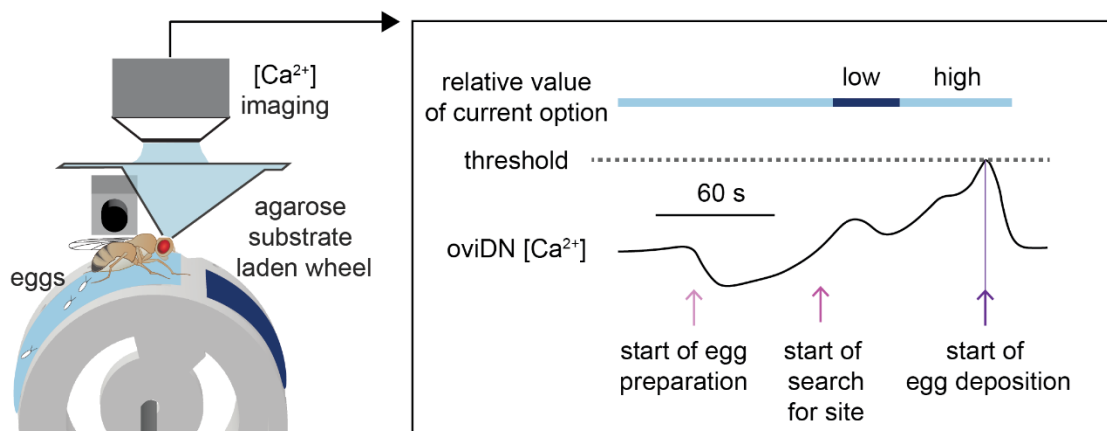 [Ca²⁺]
imaging
agarose
substrate
laden wheel
eggs
relative value
of current option
low
high
threshold
60 s
oviDN [Ca²⁺]
start of egg
preparation
start of
search
for site
start of
egg deposition